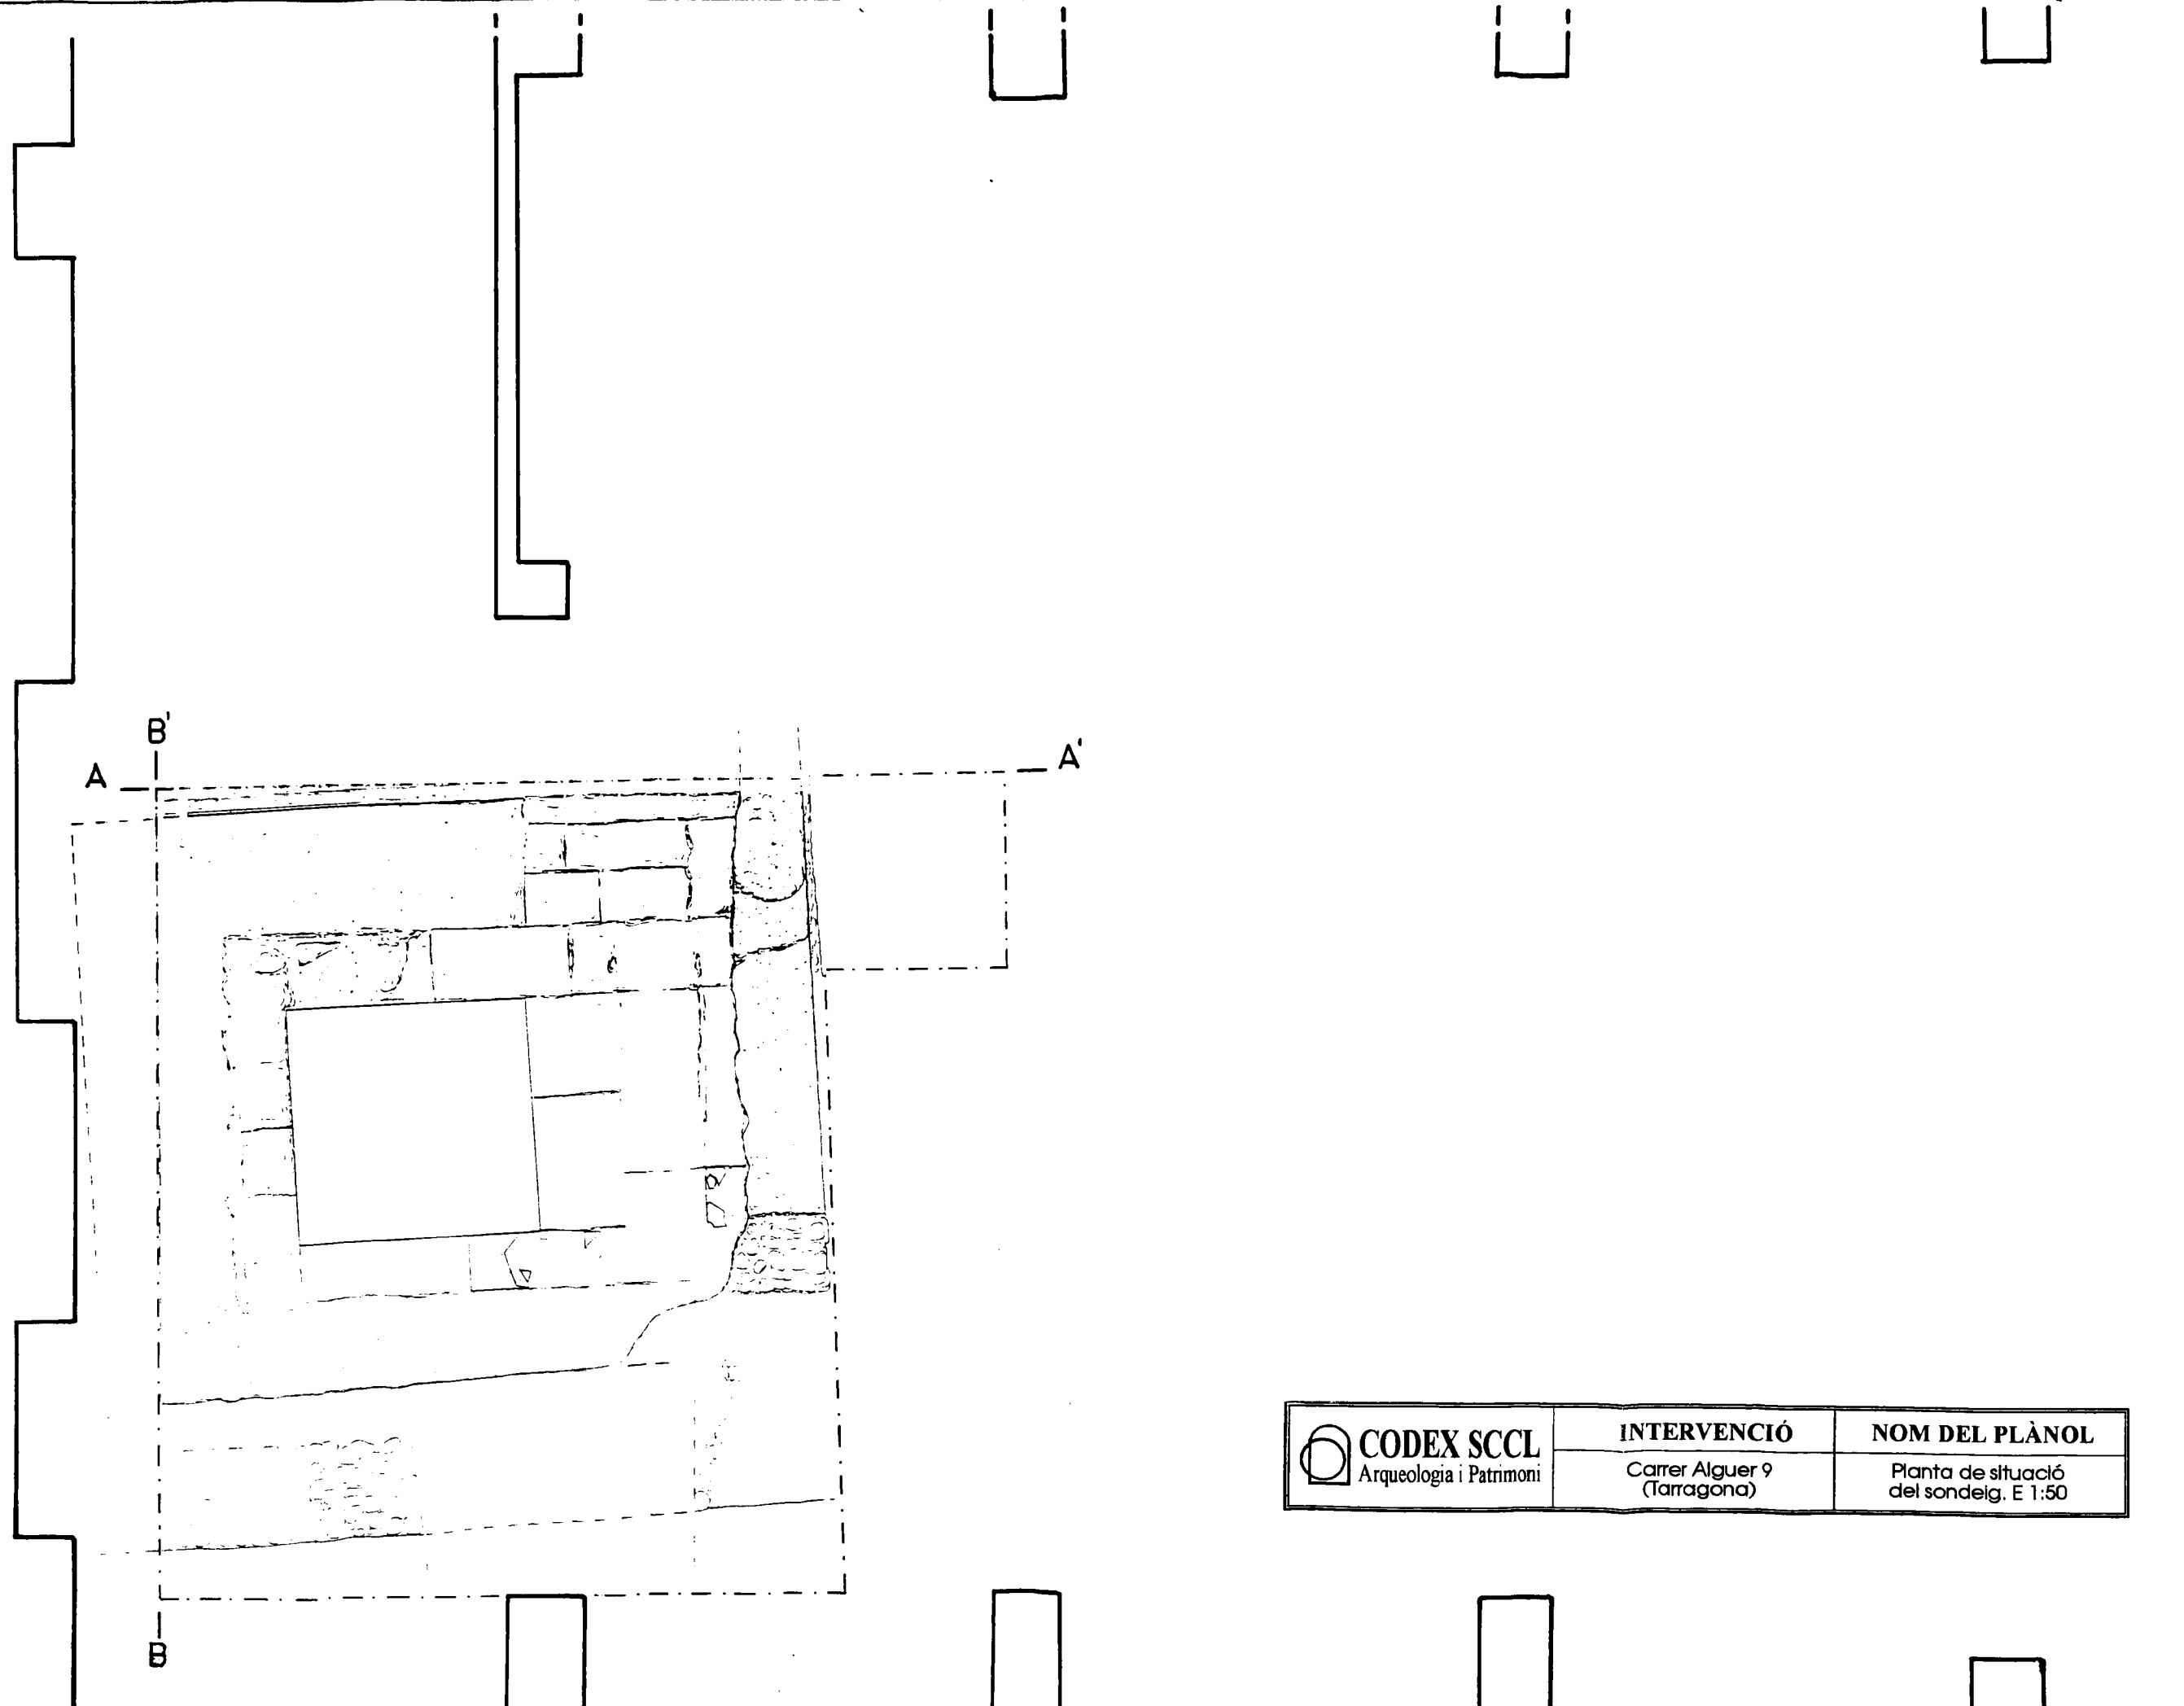 B'
A
A'
B
CODEX SCCL
Arqueologia i Patrimoni
INTERVENCIÓ
Carrer Alguer 9
(Tarragona)
NOM DEL PLÀNOL
Planta de situació
del sondeig. E 1:50